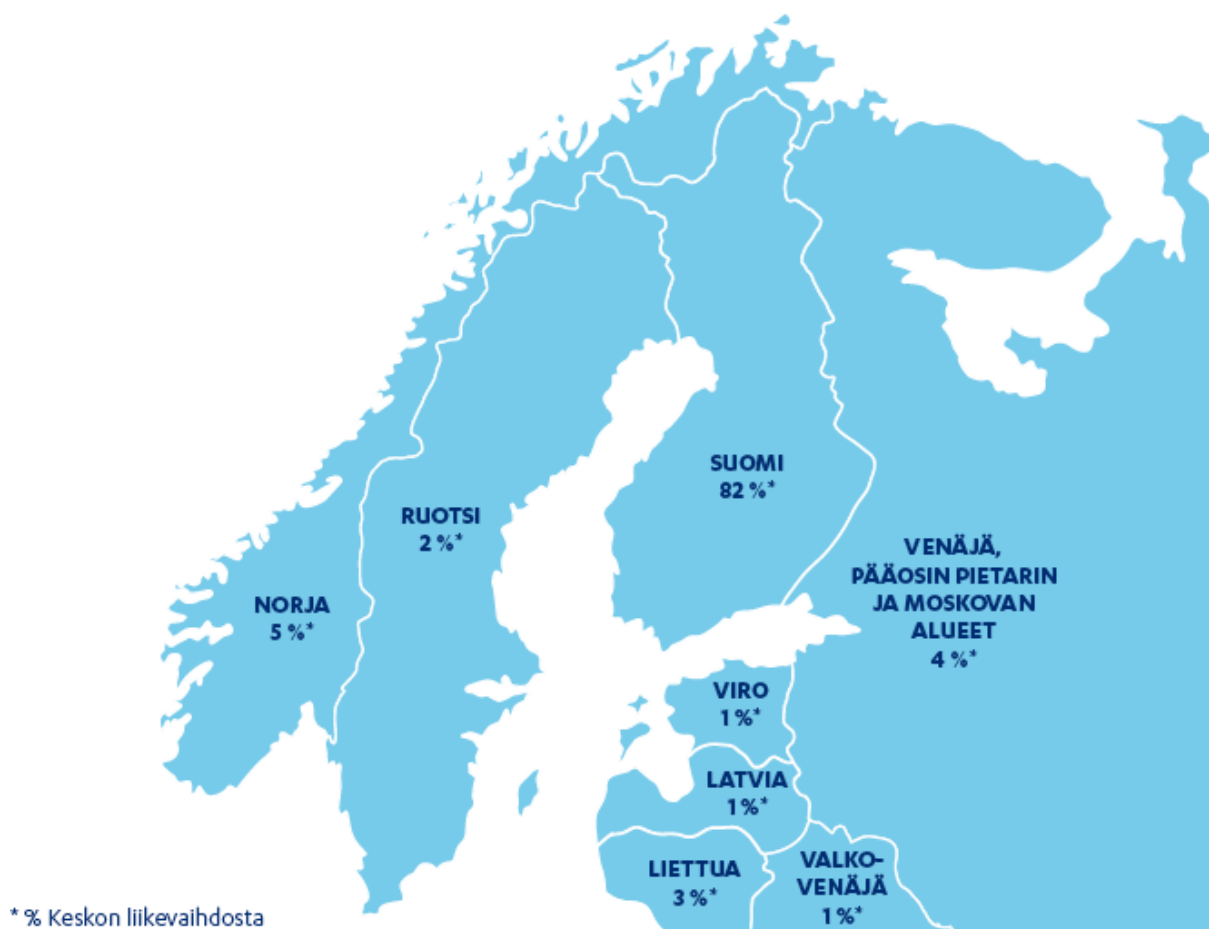 SUOMI
82 %*
RUOTSI
2 %*
VENÄJÄ,
PÄÄOSIN PIETARIN
JA MOSKOVAN
ALUEET
4 %*
NORJA
5 %*
VIRO
1 %*
LATVIA
1 %*
LIETTUA
3 %*
VALKO-
VENÄJÄ
1 %*
* % Keskon liikevaihdosta